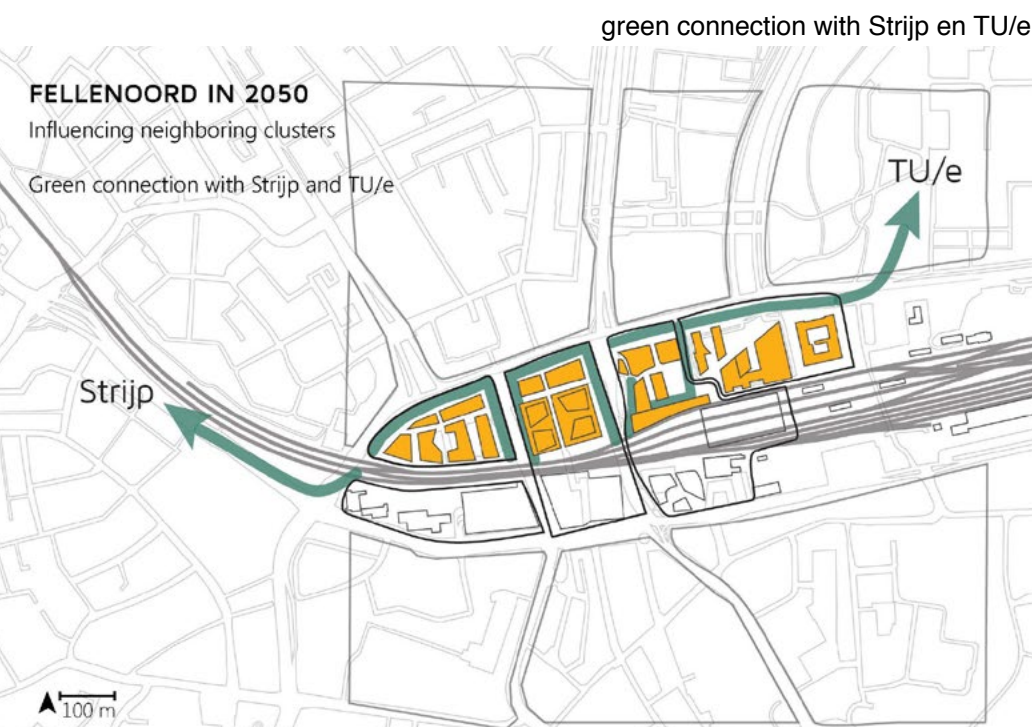 green connection with Strijp en TU/e
FELLENOORD IN 2050
Influencing neighboring clusters
Green connection with Strijp and TU/e
TU/e
Strijp
100 m